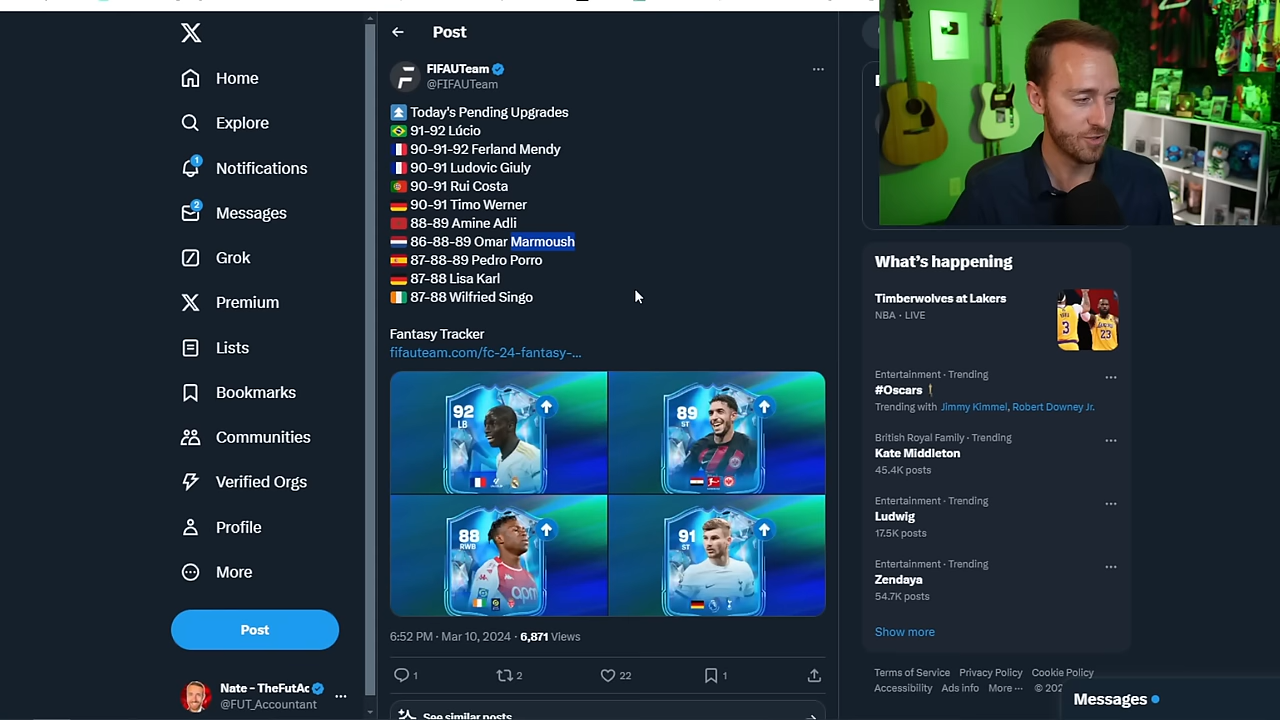 Home
Explore
1
Notifications
2
Messages
Grok
Premium
Lists
Bookmarks
Communities
Verified Orgs
Profile
More
Post
Nate - TheFutAc
@FUT_Accountant
Post
FIFAUTeam
@FIFAUTeam
Today's Pending Upgrades
91-92 Lúcio
90-91-92 Ferland Mendy
90-91 Ludovic Giuly
90-91 Rui Costa
90-91 Timo Werner
88-89 Amine Adli
86-88-89 Omar Marmoush
87-88-89 Pedro Porro
87-88 Lisa Karl
87-88 Wilfried Singo
Fantasy Tracker
fifauteam.com/fc-24-fantasy-...
92
LB
89
ST
88
RWB
91
ST
6:52 PM · Mar 10, 2024 · 6,871 Views
1
2
22
1
See similar posts
What's happening
Timberwolves at Lakers
NBA · LIVE
3
23
Entertainment · Trending
#Oscars
Trending with Jimmy Kimmel, Robert Downey Jr.
British Royal Family · Trending
Kate Middleton
45.4K posts
Entertainment · Trending
Ludwig
17.5K posts
Entertainment · Trending
Zendaya
54.7K posts
Show more
Terms of Service Privacy Policy Cookie Policy
Accessibility Ads info More ···
Messages